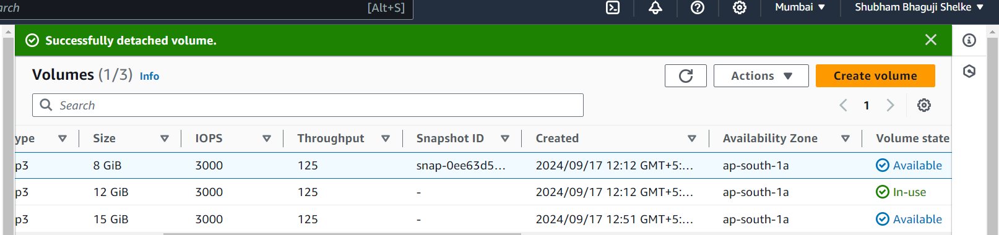 arch [Alt+S] Mumbai ▼ Shubham Bhaguji Shelke ▼
Successfully detached volume.
Volumes (1/3) Info Actions ▼ Create volume
Search 1
ype Size IOPS Throughput Snapshot ID Created Availability Zone Volume state
p3 8 GiB 3000 125 snap-0ee63d5... 2024/09/17 12:12 GMT+5:... ap-south-1a Available
p3 12 GiB 3000 125 - 2024/09/17 12:12 GMT+5:... ap-south-1a In-use
p3 15 GiB 3000 125 - 2024/09/17 12:51 GMT+5:... ap-south-1a Available